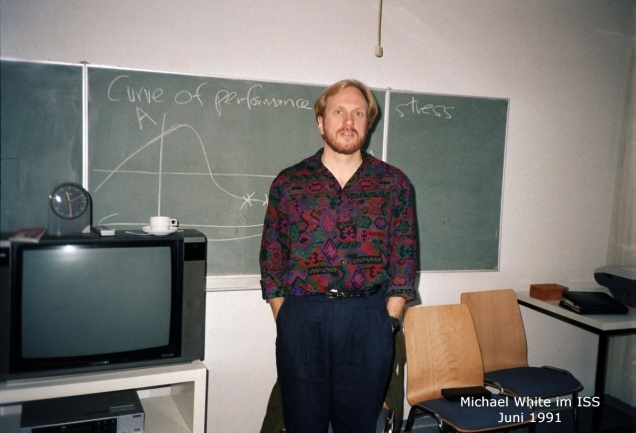 Curve of performance
stress
A
Michael White im ISS
Juni 1991